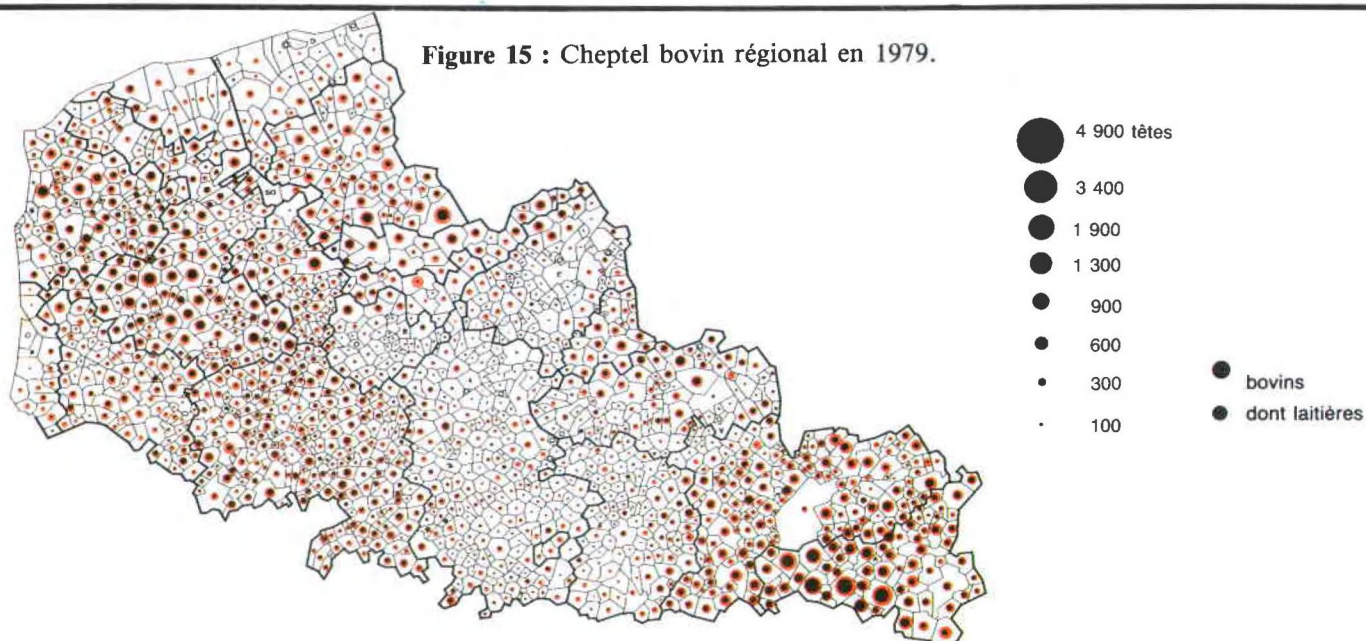 Figure 15 : Cheptel bovin régional en 1979.
4 900 têtes
3 400
1 900
1 300
900
600
300
100
bovins
dont laitières